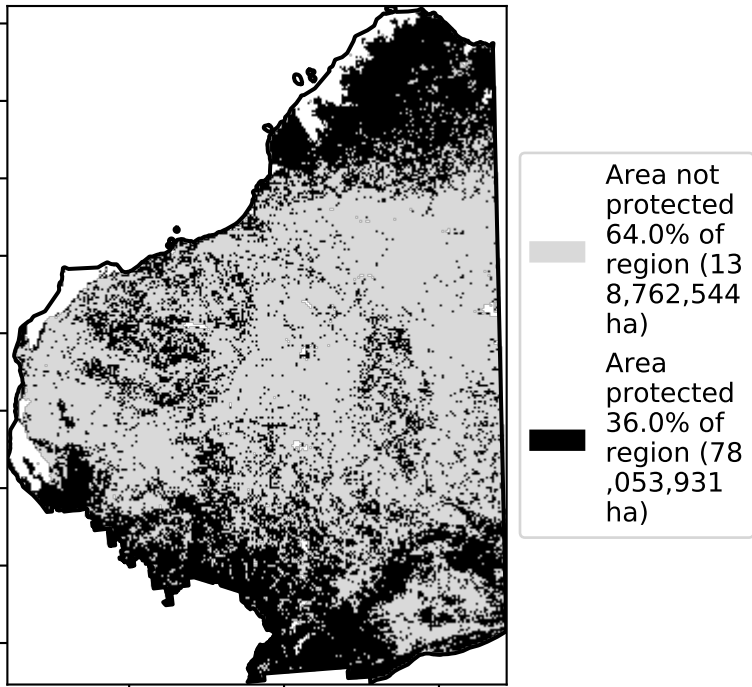 Area not
protected
64.0% of
region (13
8,762,544
ha)
Area
protected
36.0% of
region (78
,053,931
ha)